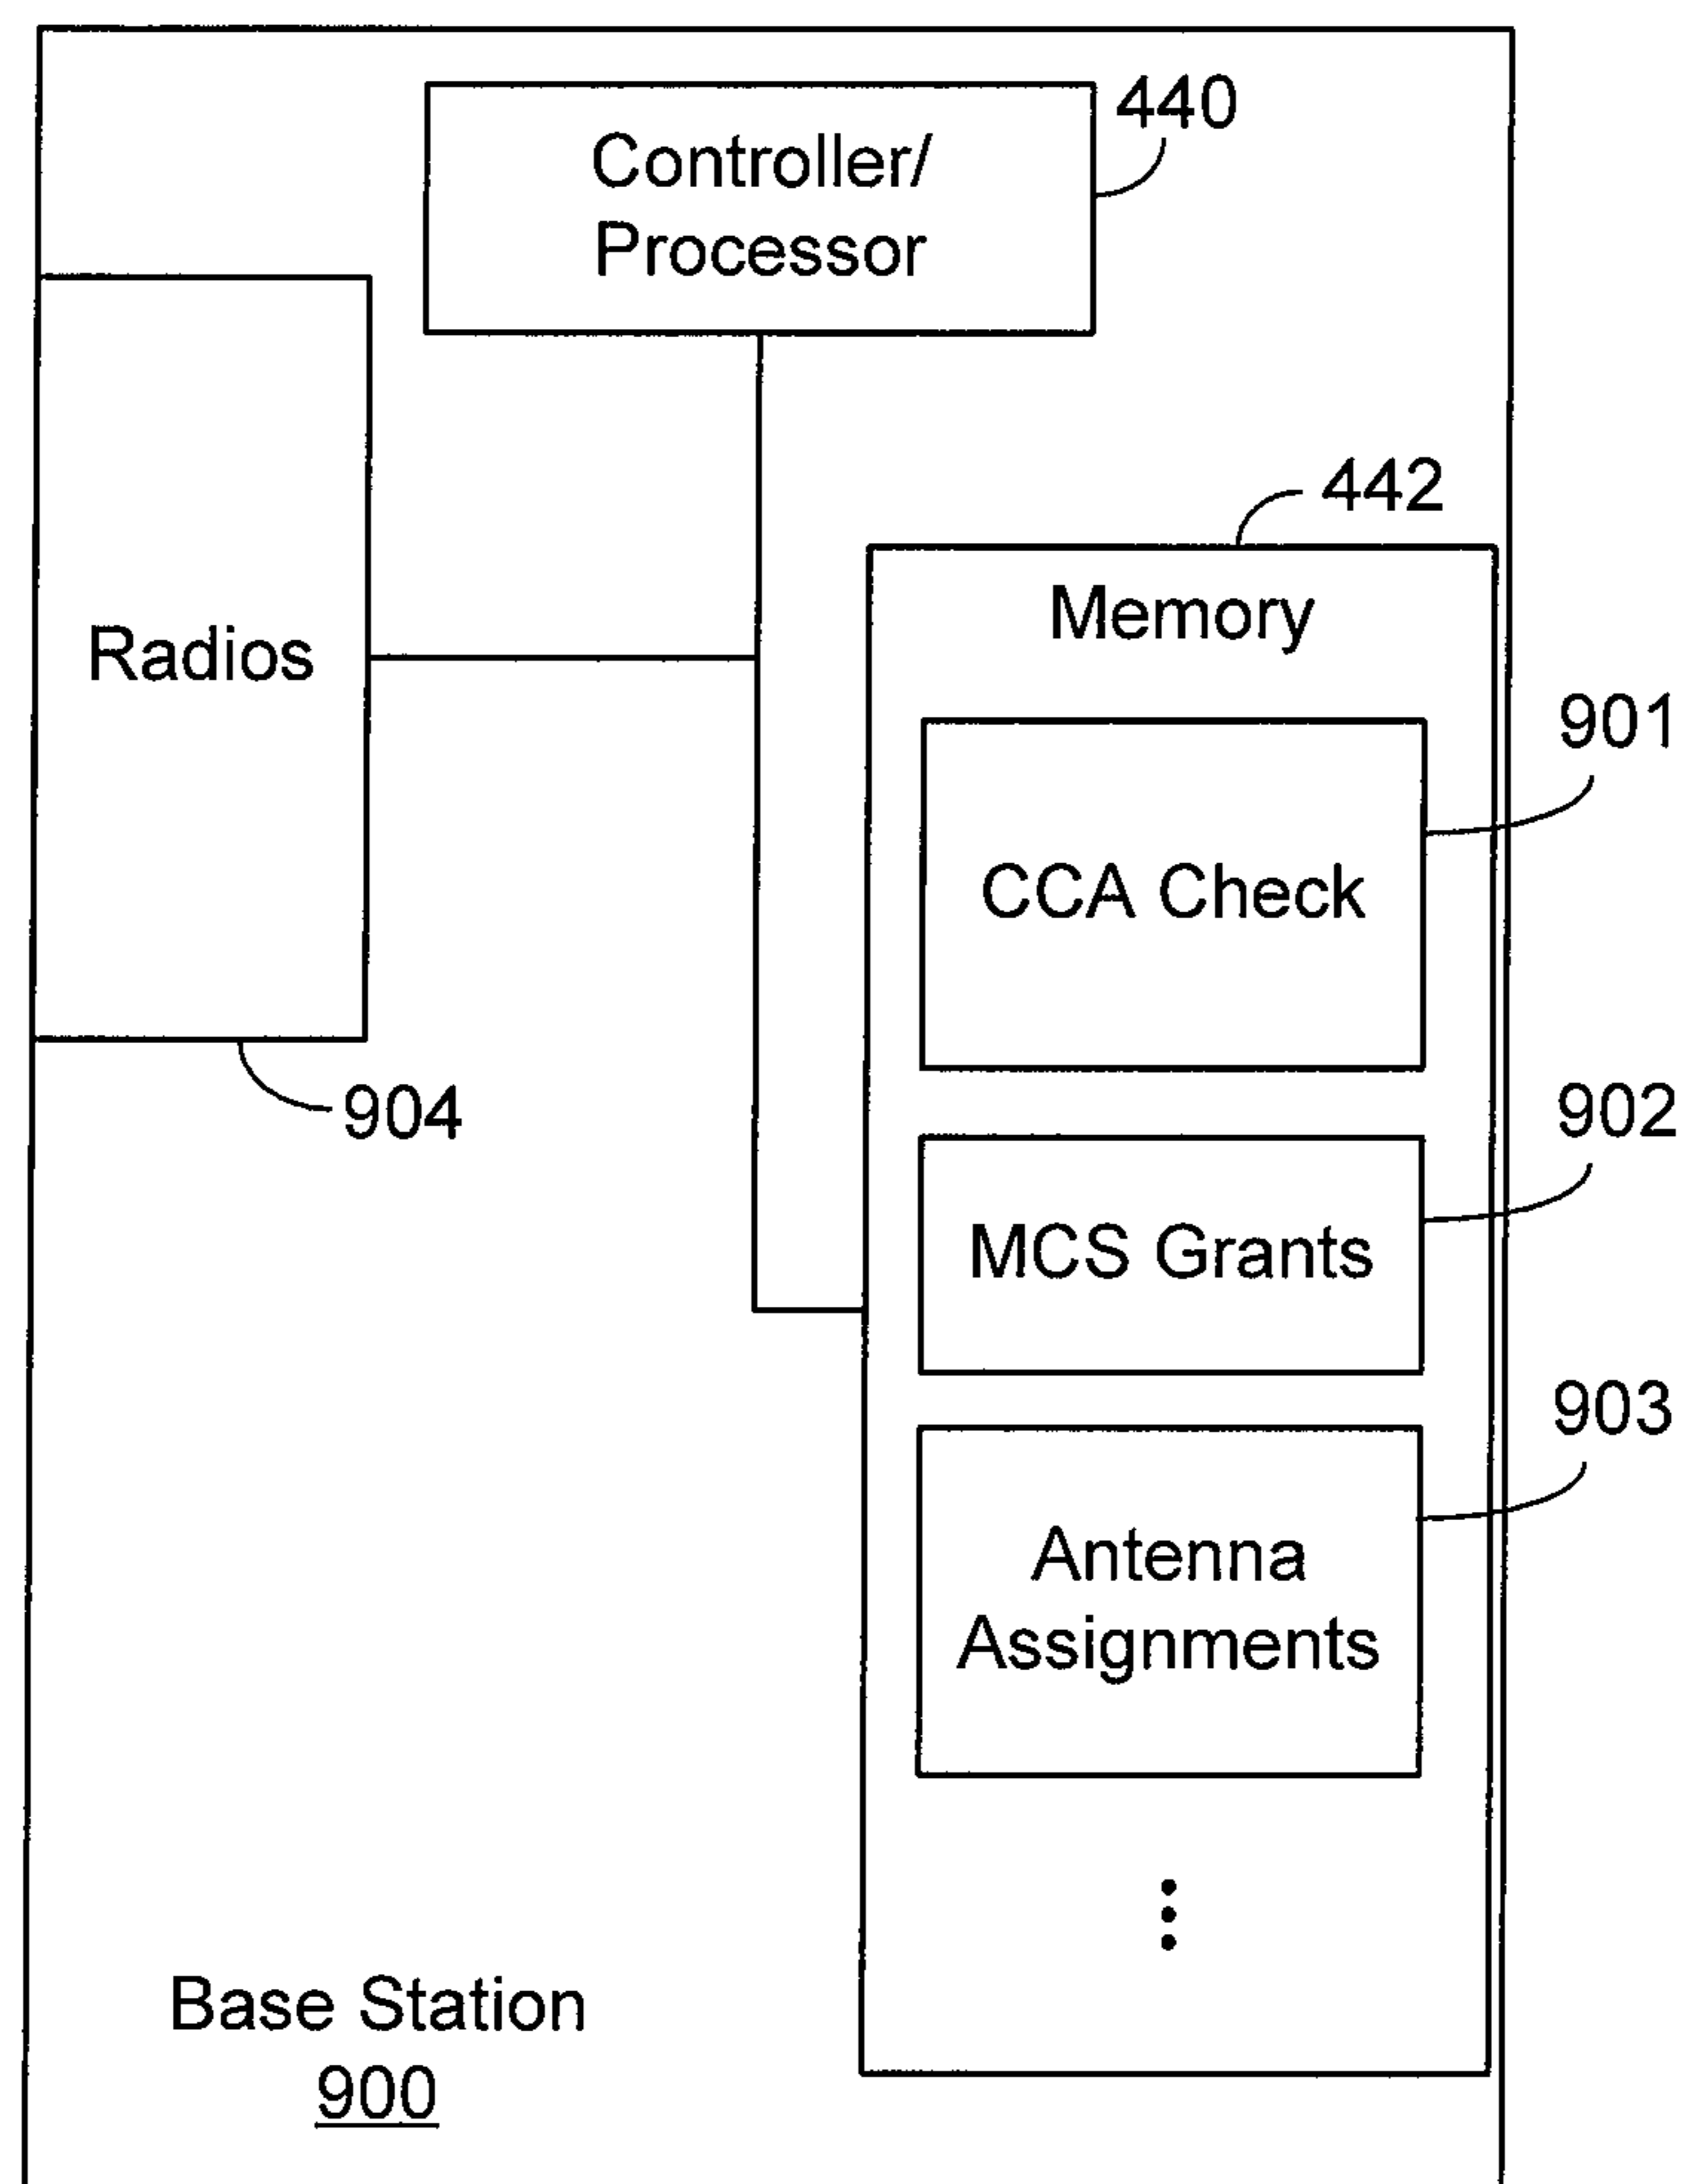 440
Controller/
Processor
442
Memory
Radios
901
CCA Check
904
902
MCS Grants
903
Antenna
Assignments
Base Station
900